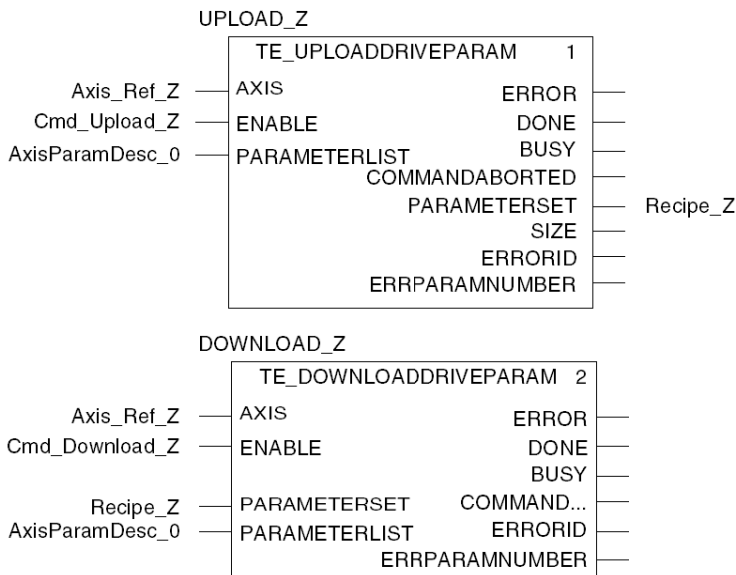 UPLOAD_Z
TE_UPLOADDRIVEPARAM 1
Axis_Ref_Z AXIS ERROR
Cmd_Upload_Z ENABLE DONE
AxisParamDesc_0 PARAMETERLIST BUSY
COMMANDABORTED
PARAMETERSET Recipe_Z
SIZE
ERRORID
ERRPARAMNUMBER
DOWNLOAD_Z
TE_DOWNLOADDRIVEPARAM 2
Axis_Ref_Z AXIS ERROR
Cmd_Download_Z ENABLE DONE
BUSY
Recipe_Z PARAMETERSET COMMAND...
AxisParamDesc_0 PARAMETERLIST ERRORID
ERRPARAMNUMBER